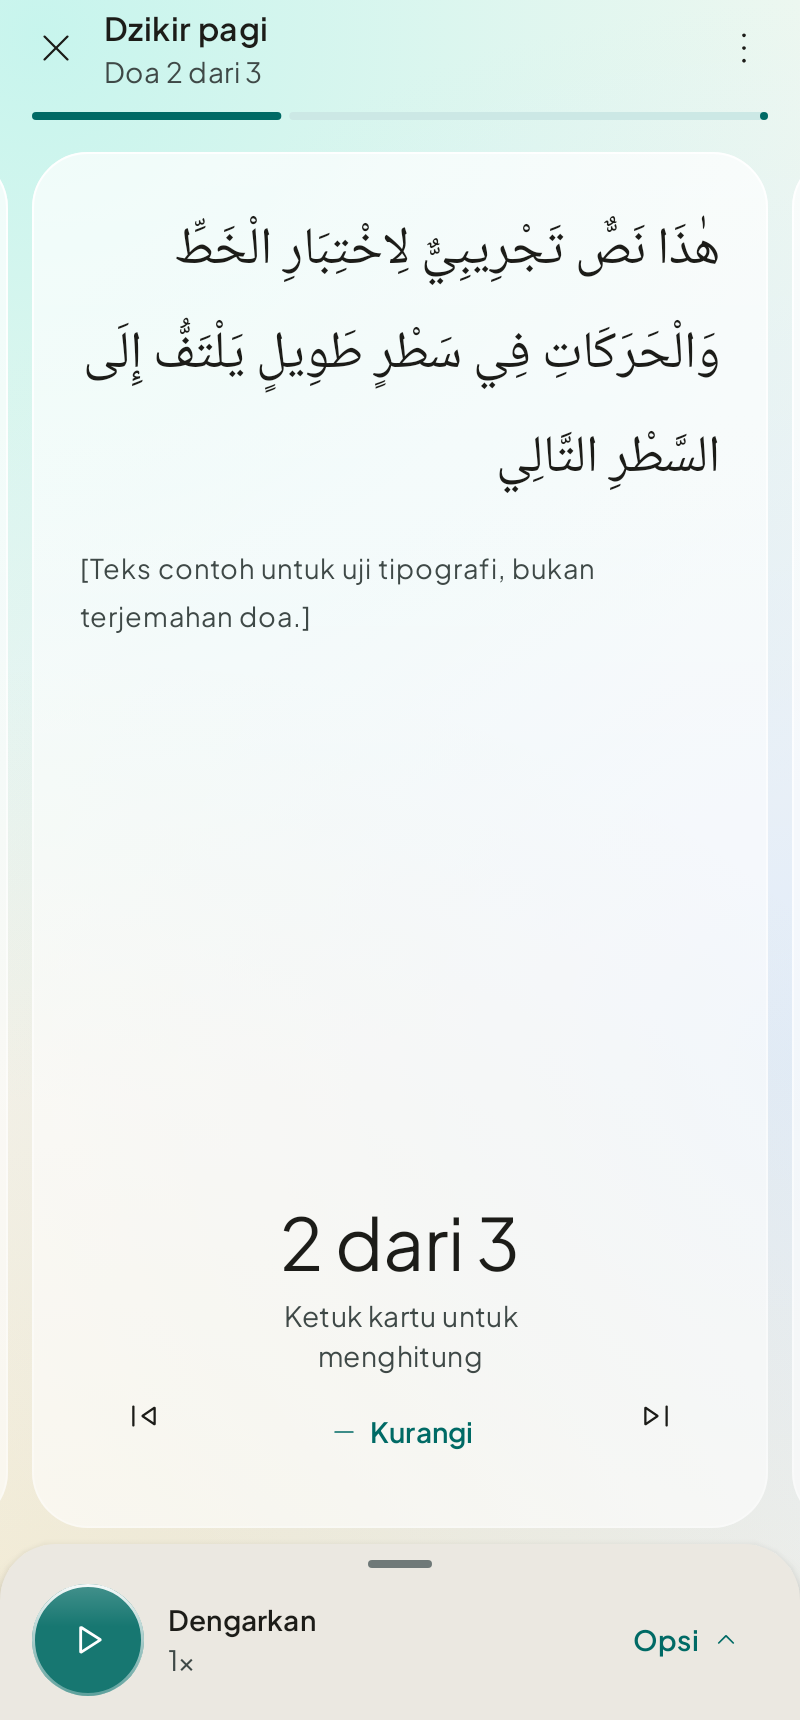 Dzikir pagi
Doa 2 dari 3
هٰذَا نَصٌّ تَجْرِيبِيٌّ لِاخْتِبَارِ الْخَطِّ
وَالْحَرَكَاتِ فِي سَطْرٍ طَوِيلٍ يَلْتَفُّ إِلَى
السَّطْرِ التَّالِي
[Teks contoh untuk uji tipografi, bukan
terjemahan doa.]
2 dari 3
Ketuk kartu untuk
menghitung
— Kurangi
Dengarkan
1×
Opsi